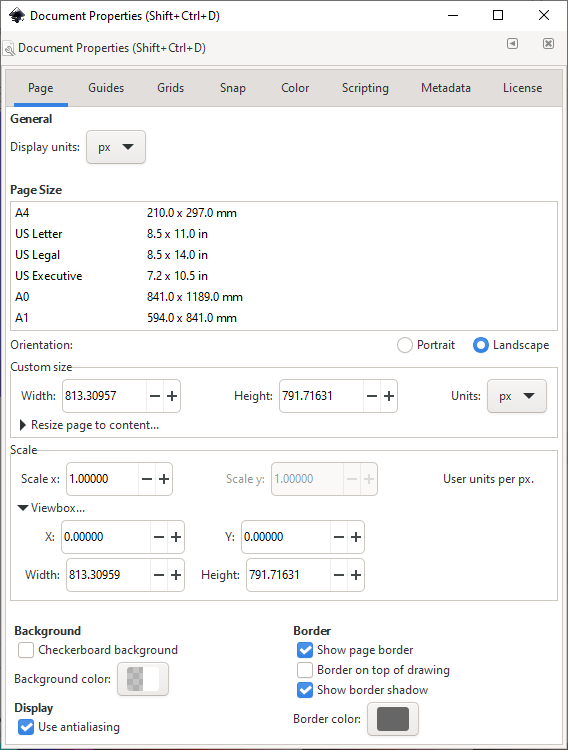 Document Properties (Shift+Ctrl+D)
Document Properties (Shift+Ctrl+D)
Page Guides Grids Snap Color Scripting Metadata License
General
Display units: px
Page Size
A4 210.0 x 297.0 mm
US Letter 8.5 x 11.0 in
US Legal 8.5 x 14.0 in
US Executive 7.2 x 10.5 in
A0 841.0 x 1189.0 mm
A1 594.0 x 841.0 mm
Orientation: Portrait Landscape
Custom size
Width: 813.30957 Height: 791.71631 Units: px
Resize page to content...
Scale
Scale x: 1.00000 Scale y: 1.00000 User units per px.
Viewbox...
X: 0.00000 Y: 0.00000
Width: 813.30959 Height: 791.71631
Background
Checkerboard background
Background color:
Display
Use antialiasing
Border
Show page border
Border on top of drawing
Show border shadow
Border color: